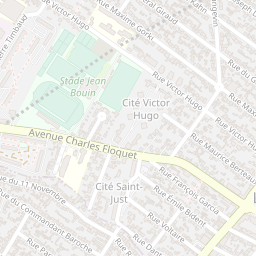 Rue Maxime Gorki
Rue Victor Hugo
Stade Jean
Bouin
Rue Victor Hugo
Cité Victor
Hugo
Avenue Charles Floquet
Rue Maurice Berteaux
Rue du 11 Novembre
Cité Saint-
Just
Rue François Garcia
Rue Emile Bident
Rue du Commandant Baroche
Rue Voltaire